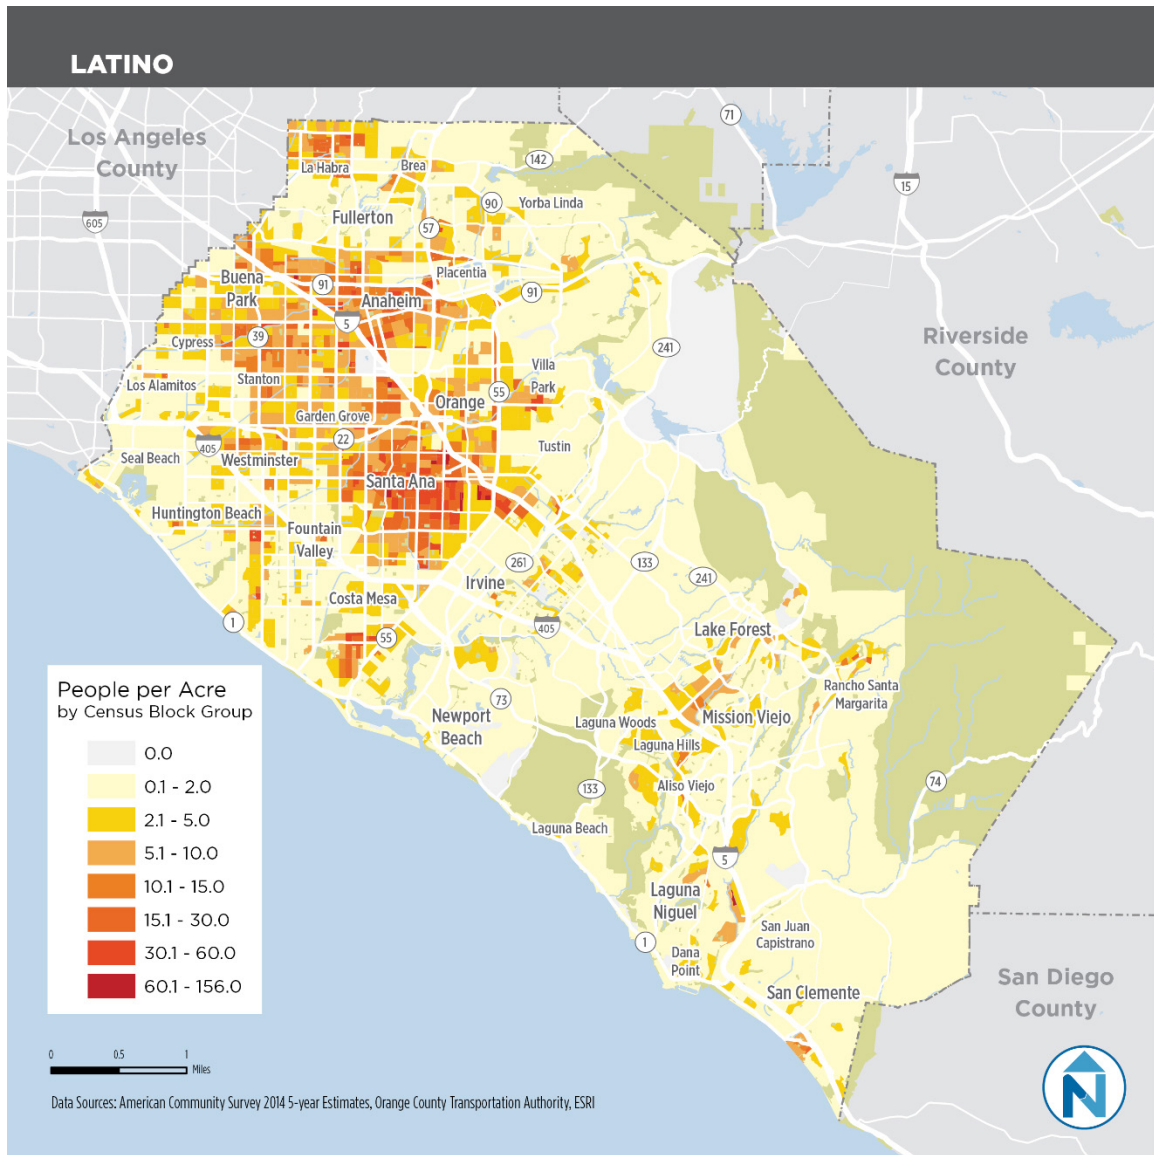 LATINO
Los Angeles
County
71
142
La Habra
Brea
15
605
90
Yorba Linda
Fullerton
57
Placentia
Buena
Park
91
Anaheim
91
5
39
Cypress
241
Riverside
County
Villa
Park
Los Alamitos
Stanton
55
Orange
Garden Grove
22
405
Tustin
Seal Beach
Westminster
Santa Ana
Huntington Beach
Fountain
Valley
261
133
241
Irvine
Costa Mesa
1
55
405
Lake Forest
Rancho Santa
Margarita
73
Newport
Beach
Laguna Woods
Mission Viejo
Laguna Hills
133
Aliso Viejo
74
Laguna Beach
5
Laguna
Niguel
San Juan
Capistrano
1
Dana
Point
San Clemente
San Diego
County
People per Acre
by Census Block Group
0.0
0.1 - 2.0
2.1 - 5.0
5.1 - 10.0
10.1 - 15.0
15.1 - 30.0
30.1 - 60.0
60.1 - 156.0
0 0.5 1
Miles
N
Data Sources: American Community Survey 2014 5-year Estimates, Orange County Transportation Authority, ESRI